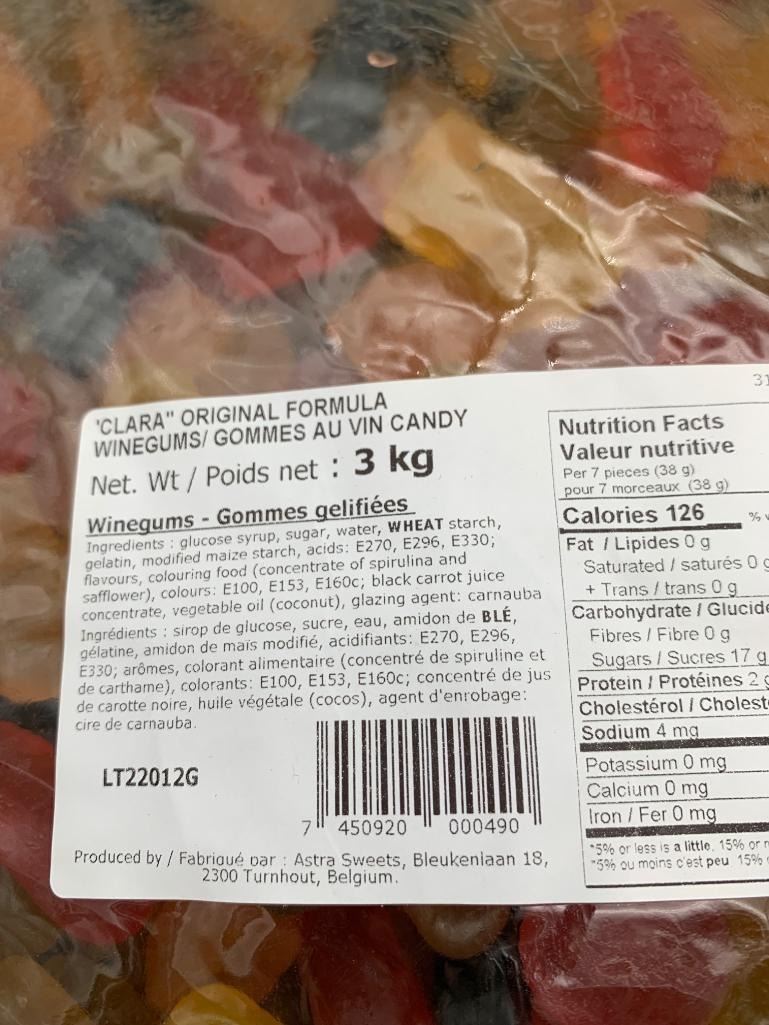 'CLARA" ORIGINAL FORMULA
WINEGUMS/ GOMMES AU VIN CANDY
Net. Wt / Poids net : 3 kg
Winegums - Gommes gelifiées
Ingredients : glucose syrup, sugar, water, WHEAT starch,
gelatin, modified maize starch, acids: E270, E296, E330;
flavours, colouring food (concentrate of spirulina and
safflower), colours: E100, E153, E160c; black carrot juice
concentrate, vegetable oil (coconut), glazing agent: carnauba
Ingrédients : sirop de glucose, sucre, eau, amidon de BLÉ,
gélatine, amidon de maïs modifié, acidifiants: E270, E296,
E330; arômes, colorant alimentaire (concentré de spiruline et
de carthame), colorants: E100, E153, E160c; concentré de jus
de carotte noire, huile végétale (cocos), agent d'enrobage:
cire de carnauba.
LT22012G
7 450920 000490
Produced by / Fabriqué par : Astra Sweets, Bleukenlaan 18,
2300 Turnhout, Belgium.
31
Nutrition Facts
Valeur nutritive
Per 7 pieces (38 g)
pour 7 morceaux (38 g)
Calories 126
%
Fat / Lipides 0 g
Saturated / saturés 0 g
+ Trans / trans 0 g
Carbohydrate /
Fibres / Fibre 0 g
Sugars / Sucres 17 g
Protein / Protéines 2 g
Cholestérol /
Sodium 4 mg
Potassium 0 mg
Calcium 0 mg
Iron / Fer 0 mg
*5% or less is a little, 15% or
*5% ou moins c'est peu 15%